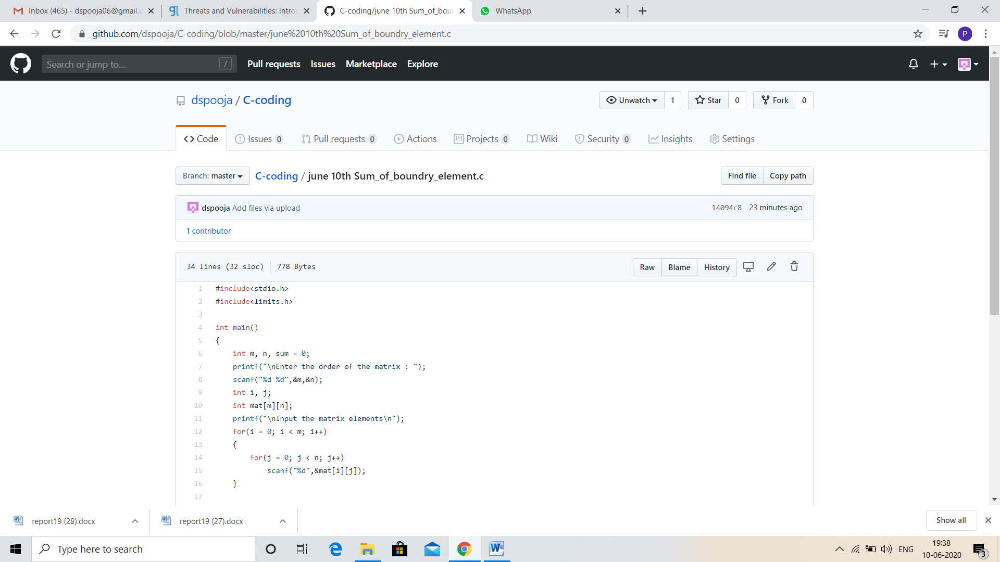 Inbox (465) - dspooja06@gmail.c
Threats and Vulnerabilities: Introd
C-coding/june 10th Sum_of_bour
WhatsApp
github.com/dspooja/C-coding/blob/master/june%2010th%20Sum_of_boundry_element.c
P
Search or jump to... /
Pull requests Issues Marketplace Explore
dspooja / C-coding
Unwatch 1 Star 0 Fork 0
Code Issues 0 Pull requests 0 Actions Projects 0 Wiki Security 0 Insights Settings
Branch: master C-coding / june 10th Sum_of_boundry_element.c Find file Copy path
dspooja Add files via upload 14094c8 23 minutes ago
1 contributor
34 lines (32 sloc) 778 Bytes Raw Blame History
1 #include<stdio.h>
2 #include<limits.h>
3
4 int main()
5 {
6 int m, n, sum = 0;
7 printf("\nEnter the order of the matrix : ");
8 scanf("%d %d",&m,&n);
9 int i, j;
10 int mat[m][n];
11 printf("\nInput the matrix elements\n");
12 for(i = 0; i < m; i++)
13 {
14 for(j = 0; j < n; j++)
15 scanf("%d",&mat[i][j]);
16 }
17
report19 (28).docx report19 (27).docx Show all
Type here to search
ENG
19:38
10-06-2020
3